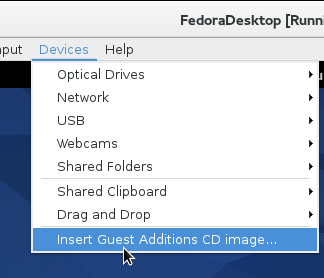 FedoraDesktop [Runni
nput Devices Help
Optical Drives
Network
USB
Webcams
Shared Folders
Shared Clipboard
Drag and Drop
Insert Guest Additions CD image...